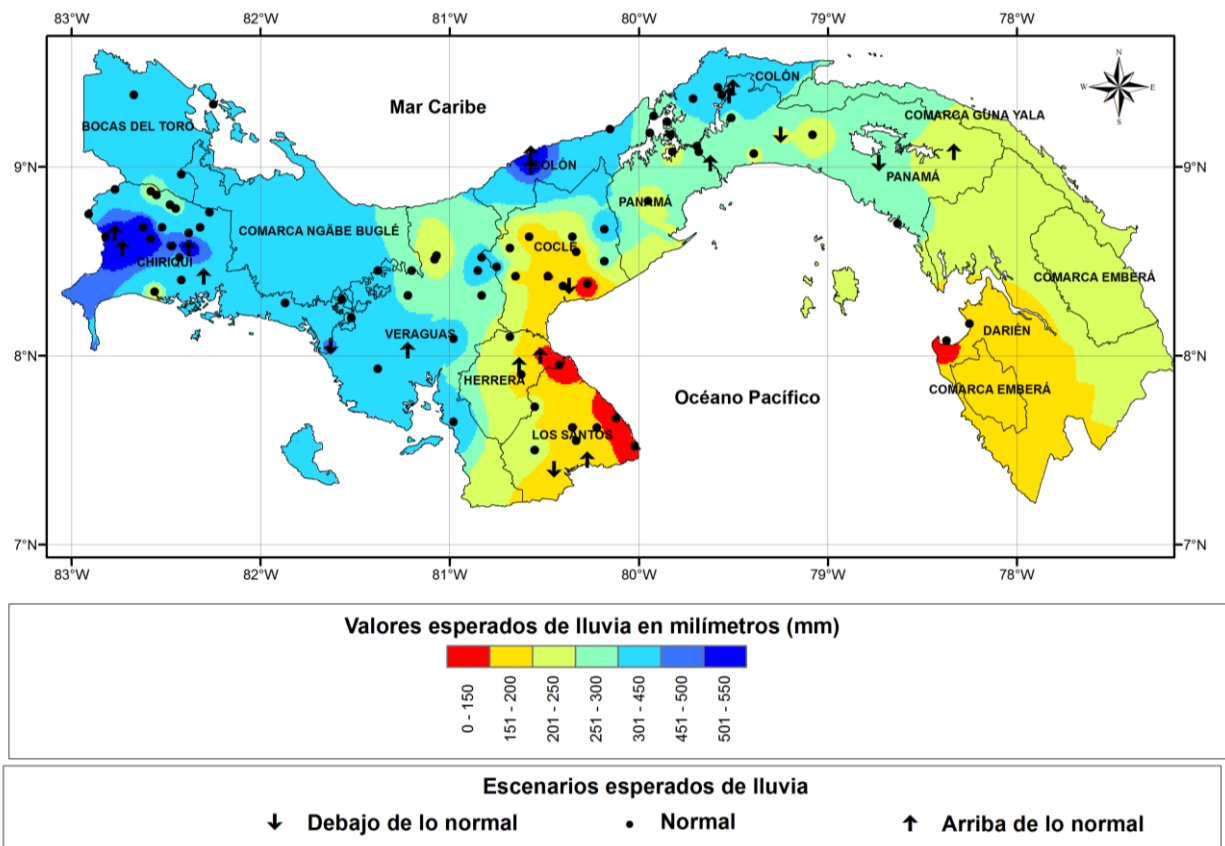 83°W 82°W 81°W 80°W 79°W 78°W
N
W E
S
COLÓN
Mar Caribe
COMARCA GUNA YALA
BOCAS DEL TORO
9°N 9°N
COLÓN
PANAMÁ
PANAMÁ
COMARCA NGÄBE BUGLÉ
COCLÉ
CHIRIQUÍ
COMARCA EMBERÁ
VERAGUAS
DARIÉN
8°N 8°N
HERRERA
COMARCA EMBERÁ
Océano Pacífico
LOS SANTOS
7°N 7°N
83°W 82°W 81°W 80°W 79°W 78°W
Valores esperados de lluvia en milímetros (mm)
0 - 150
151 - 200
201 - 250
251 - 300
301 - 450
451 - 500
501 - 550
Escenarios esperados de lluvia
Debajo de lo normal Normal Arriba de lo normal